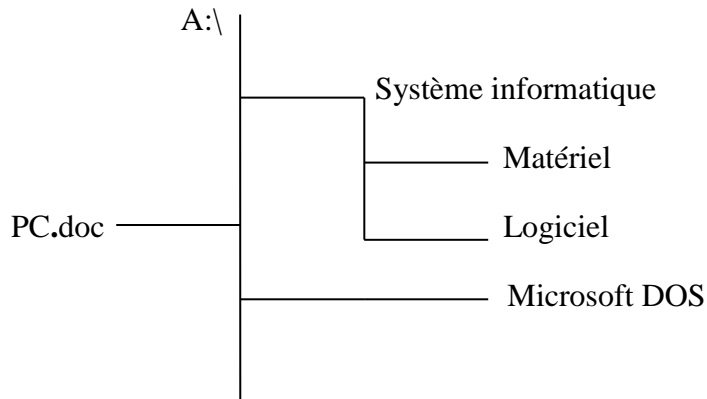 A:\
Système informatique
Matériel
PC.doc
Logiciel
Microsoft DOS